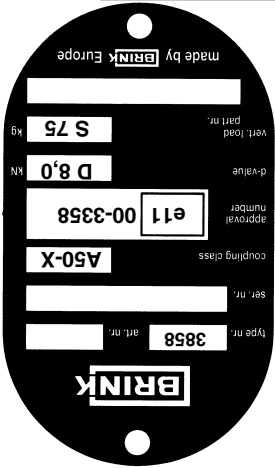 BRINK
type nr. 3858 art. nr.
ser. nr.
coupling class A50-X
approval number e11 00-3358
d-value D 8,0 kN
vert. load S 75 kg
part nr.
made by BRINK Europe